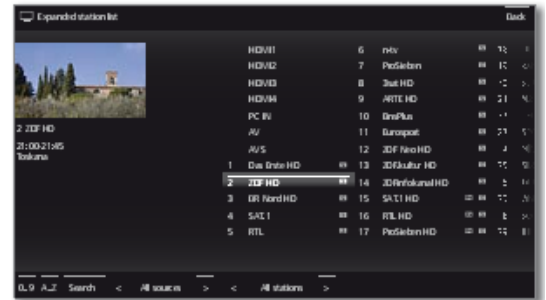 Expanded station list
Back
2 ZDF HD
21:00-21:45
Toskana
HDMI1
HDMI2
HDMI3
HDMI4
PC IN
AV
AVS
1 Das Erste HD
2 ZDF HD
3 BR Nord HD
4 SAT.1
5 RTL
6 n-tv
7 ProSieben
8 3sat HD
9 ARTE HD
10 EinsPlus
11 Eurosport
12 ZDF Neo HD
13 ZDFkultur HD
14 ZDFinfokanal HD
15 SAT.1 HD
16 RTL HD
17 ProSieben HD
0..9 A..Z Search < All sources > < All stations >